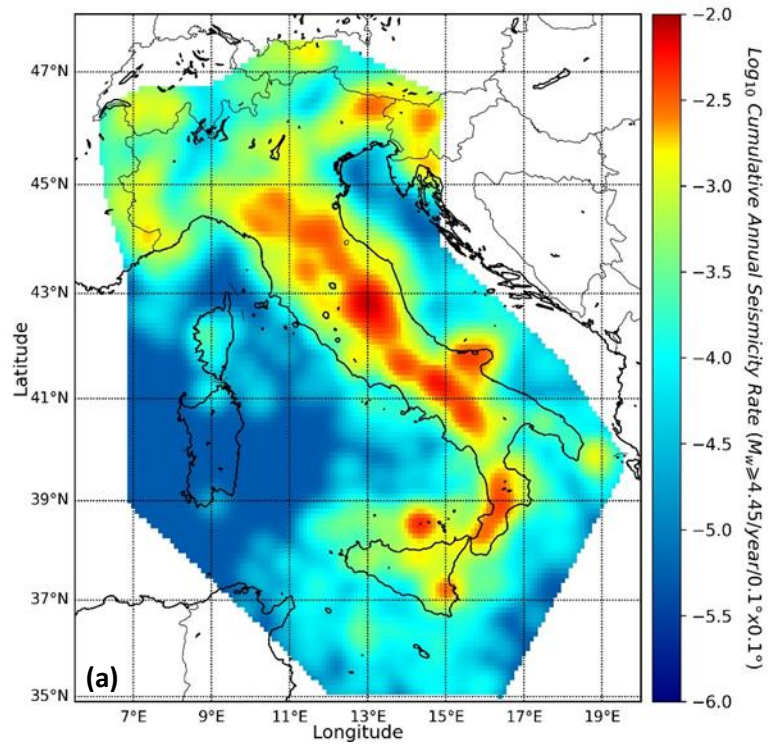 47°N
45°N
43°N
41°N
39°N
37°N
35°N
Latitude
(a)
7°E 9°E 11°E 13°E 15°E 17°E 19°E
Longitude
−2.0
−2.5
−3.0
−3.5
−4.0
−4.5
−5.0
−5.5
−6.0
Log₁₀ Cumulative Annual Seismicity Rate (M_w⩾4.45/year/0.1°x0.1°)